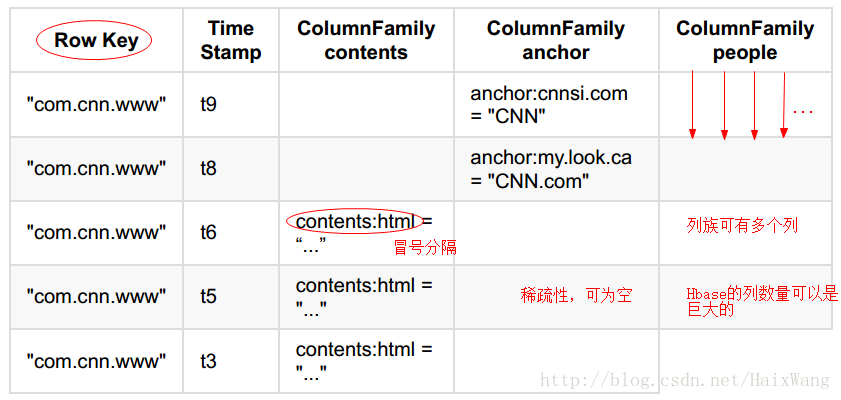 Row Key
Time
Stamp
ColumnFamily
contents
ColumnFamily
anchor
ColumnFamily
people
"com.cnn.www"
t9
anchor:cnnsi.com
= "CNN"
...
"com.cnn.www"
t8
anchor:my.look.ca
= "CNN.com"
"com.cnn.www"
t6
contents:html =
“...”
冒号分隔
列族可有多个列
"com.cnn.www"
t5
contents:html =
"..."
稀疏性，可为空
Hbase的列数量可以是
巨大的
"com.cnn.www"
t3
contents:html =
"..."
http://blog.csdn.net/HaixWang